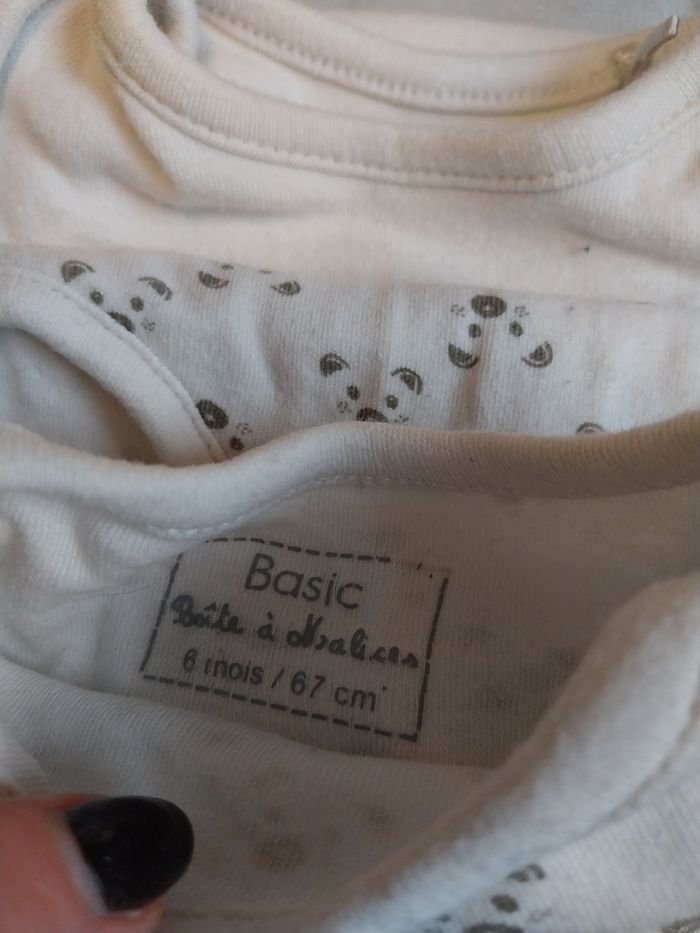 Basic
Boîte à Malices
6 mois / 67 cm